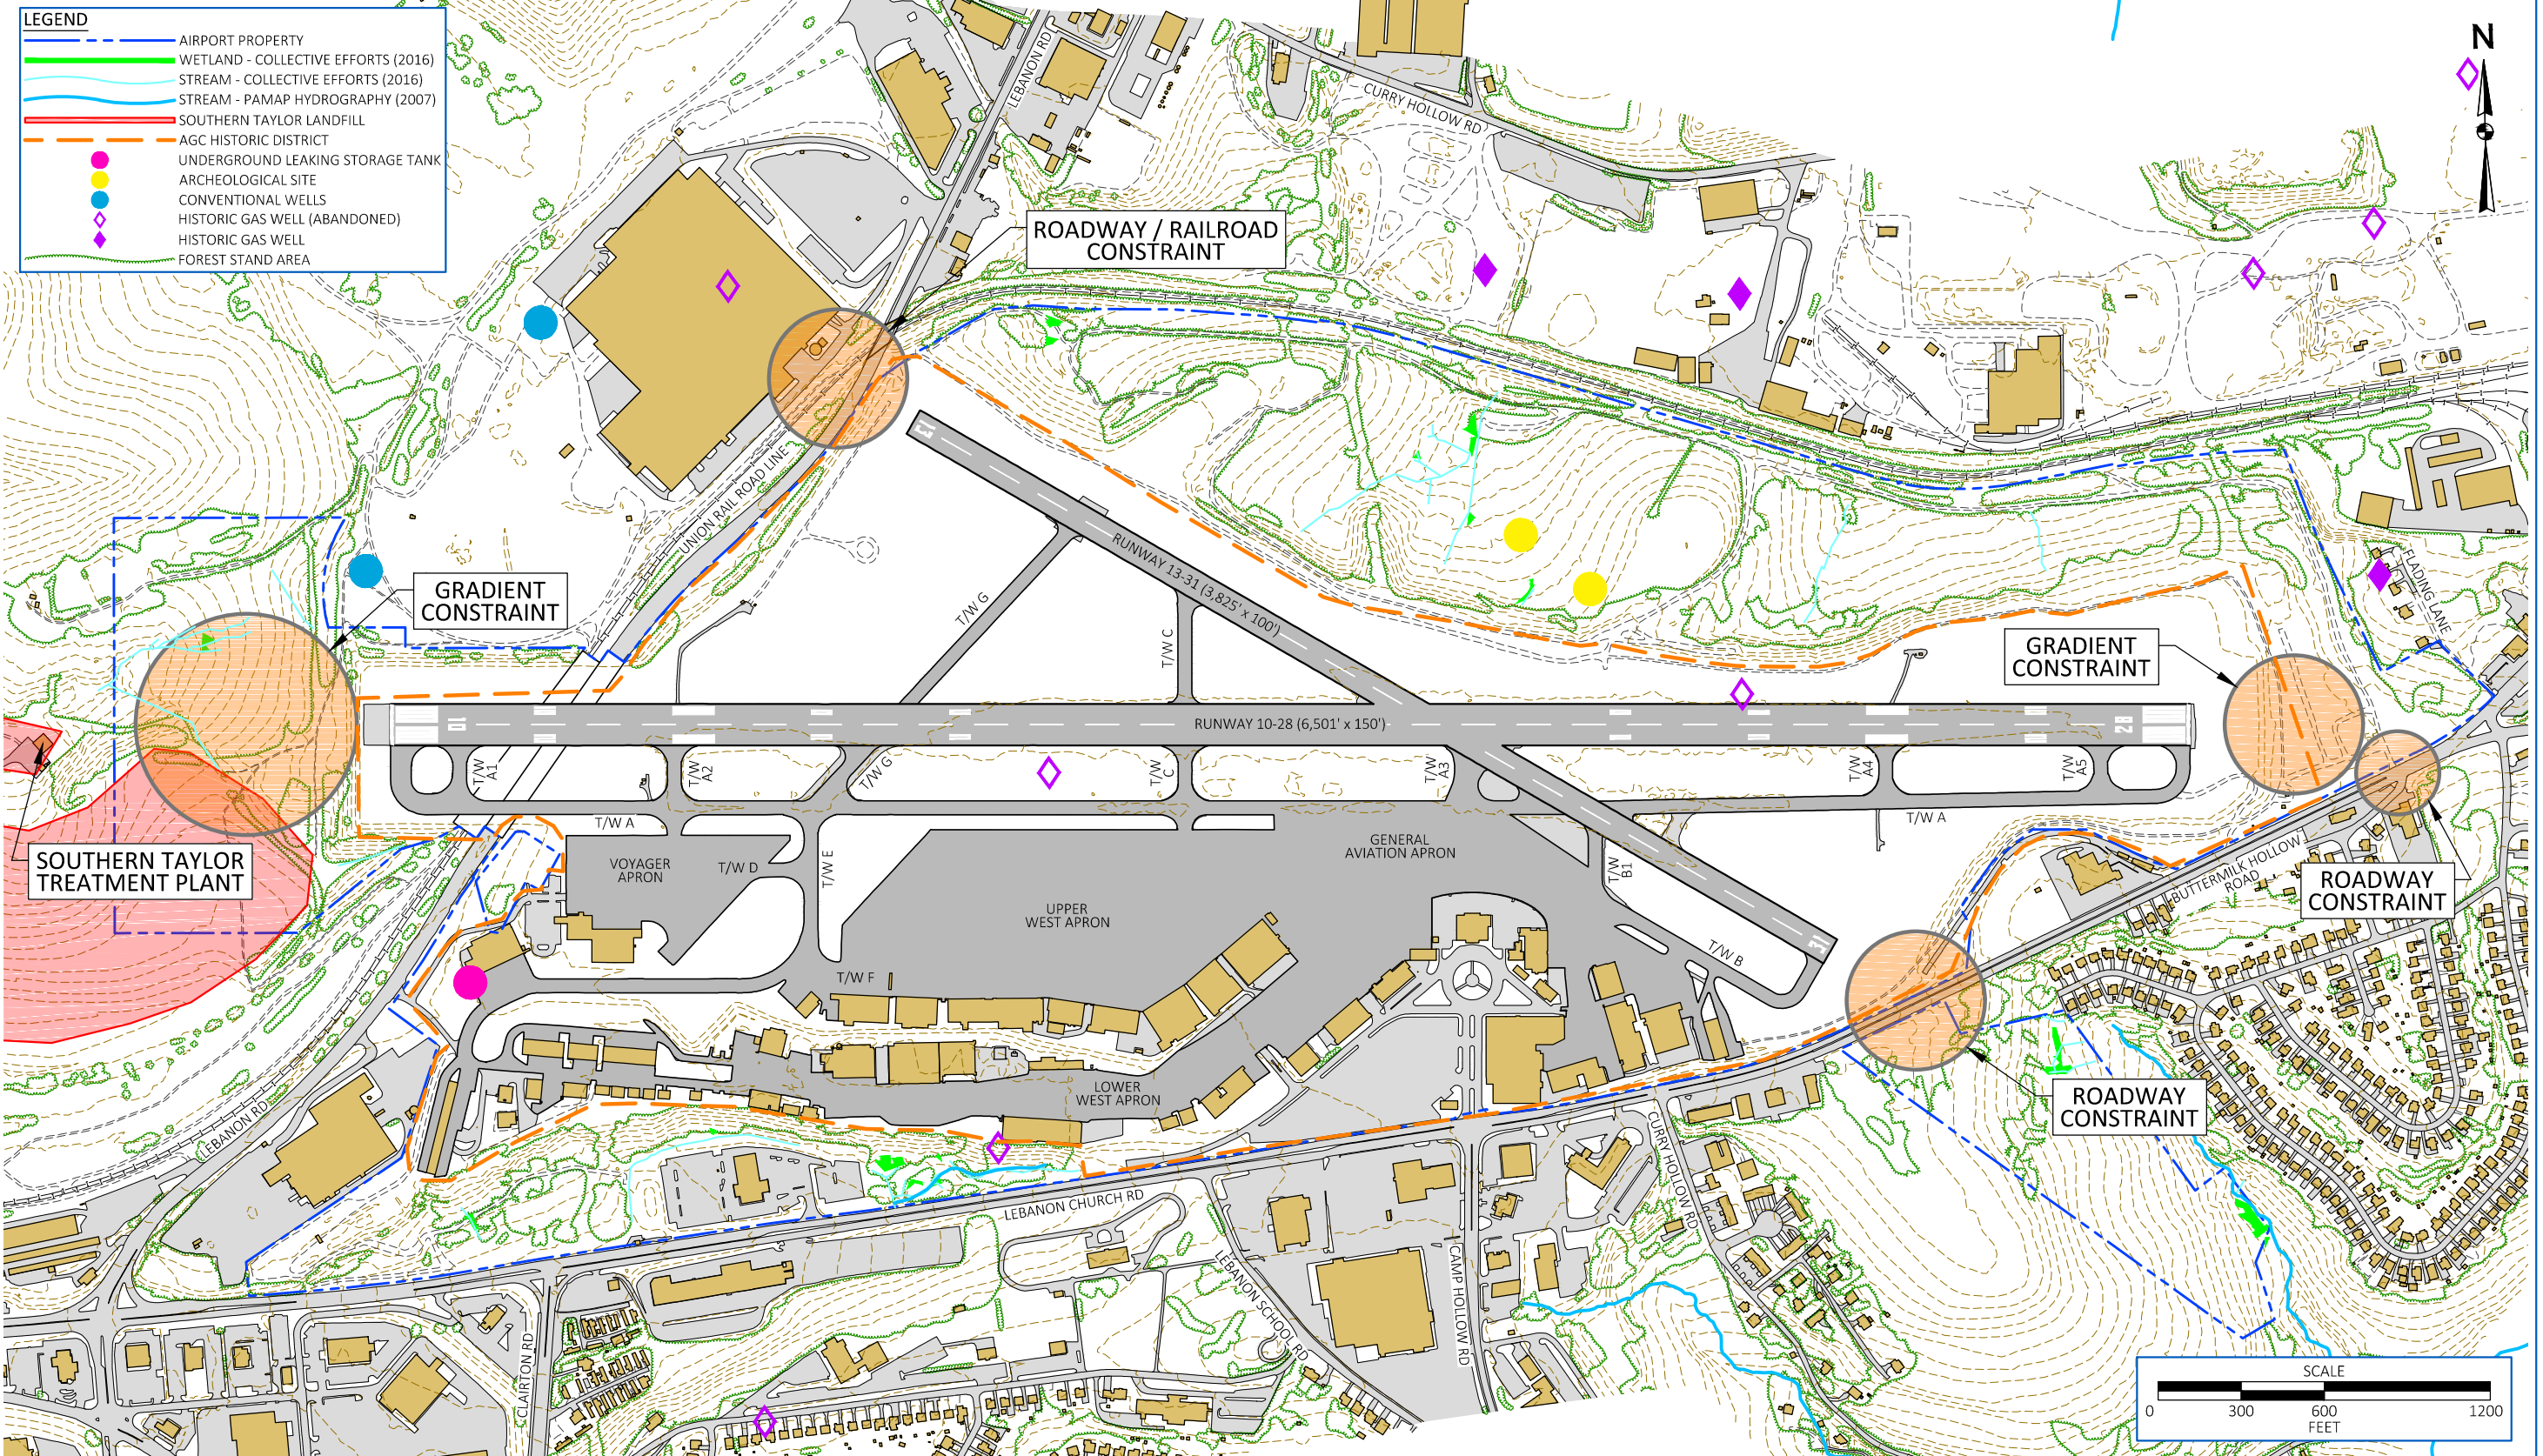 LEGEND
AIRPORT PROPERTY
WETLAND - COLLECTIVE EFFORTS (2016)
STREAM - COLLECTIVE EFFORTS (2016)
STREAM - PAMAP HYDROGRAPHY (2007)
SOUTHERN TAYLOR LANDFILL
AGC HISTORIC DISTRICT
UNDERGROUND LEAKING STORAGE TANK
ARCHEOLOGICAL SITE
CONVENTIONAL WELLS
HISTORIC GAS WELL (ABANDONED)
HISTORIC GAS WELL
FOREST STAND AREA
N
LEBANON RD
CURRY HOLLOW RD
ROADWAY / RAILROAD
CONSTRAINT
UNION RAIL ROAD LINE
13
RUNWAY 13-31 (3,825' x 100')
GRADIENT
CONSTRAINT
T/W G
T/W C
FLADING LANE
GRADIENT
CONSTRAINT
10
RUNWAY 10-28 (6,501' x 150')
28
T/W
A1
T/W
A2
T/W G
T/W
C
T/W
A3
T/W
A4
T/W
A5
T/W A
T/W A
SOUTHERN TAYLOR
TREATMENT PLANT
VOYAGER
APRON
T/W D
T/W E
GENERAL
AVIATION APRON
T/W
B1
BUTTERMILK HOLLOW
ROAD
ROADWAY
CONSTRAINT
UPPER
WEST APRON
31
T/W B
T/W F
LOWER
WEST APRON
ROADWAY
CONSTRAINT
LEBANON RD
CURRY HOLLOW RD
LEBANON CHURCH RD
LEBANON SCHOOL RD
CAMP HOLLOW RD
CLAIRTON RD
SCALE
0 300 600 1200
FEET